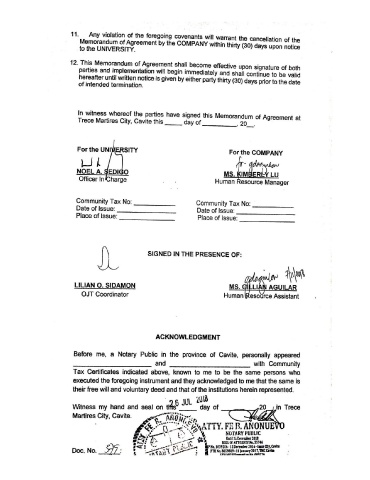 11. Any violation of the foregoing covenants will warrant the cancellation of the
Memorandum of Agreement by the COMPANY within thirty (30) days upon notice
to the UNIVERSITY.
12. This Memorandum of Agreement shall become effective upon signature of both
parties and implementation will begin immediately and shall continue to be valid
hereafter until written notice is given by either party thirty (30) days prior to the date
of intended termination.
In witness whereof the parties have signed this Memorandum of Agreement at
Trece Martires City, Cavite this _____ day of _________, 20__.
For the UNIVERSITY For the COMPANY
NOEL A. SEDIGO MS. KIMBERLY LU
Officer In Charge Human Resource Manager
Community Tax No: __________ Community Tax No: __________
Date of Issue: __________ Date of Issue: __________
Place of Issue: __________ Place of Issue: __________
SIGNED IN THE PRESENCE OF:
LILIAN O. SIDAMON MS. GILLIAN AGUILAR
OJT Coordinator Human Resource Assistant
ACKNOWLEDGMENT
Before me, a Notary Public in the province of Cavite, personally appeared
____________________ and ____________________ with Community
Tax Certificates indicated above, known to me to be the same persons who
executed the foregoing instrument and they acknowledged to me that the same is
their free will and voluntary deed and that of the institutions herein represented.
Witness my hand and seal on this 26 JUL 2018 day of ________, 20__, in Trece
Martires City, Cavite.
ATTY. FE R. ANONUEVO
NOTARY PUBLIC
Doc. No.